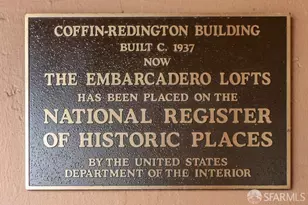 COFFIN-REDINGTON BUILDING
BUILT C. 1937
NOW
THE EMBARCADERO LOFTS
HAS BEEN PLACED ON THE
NATIONAL REGISTER
OF HISTORIC PLACES
BY THE UNITED STATES
DEPARTMENT OF THE INTERIOR
SFARMLS